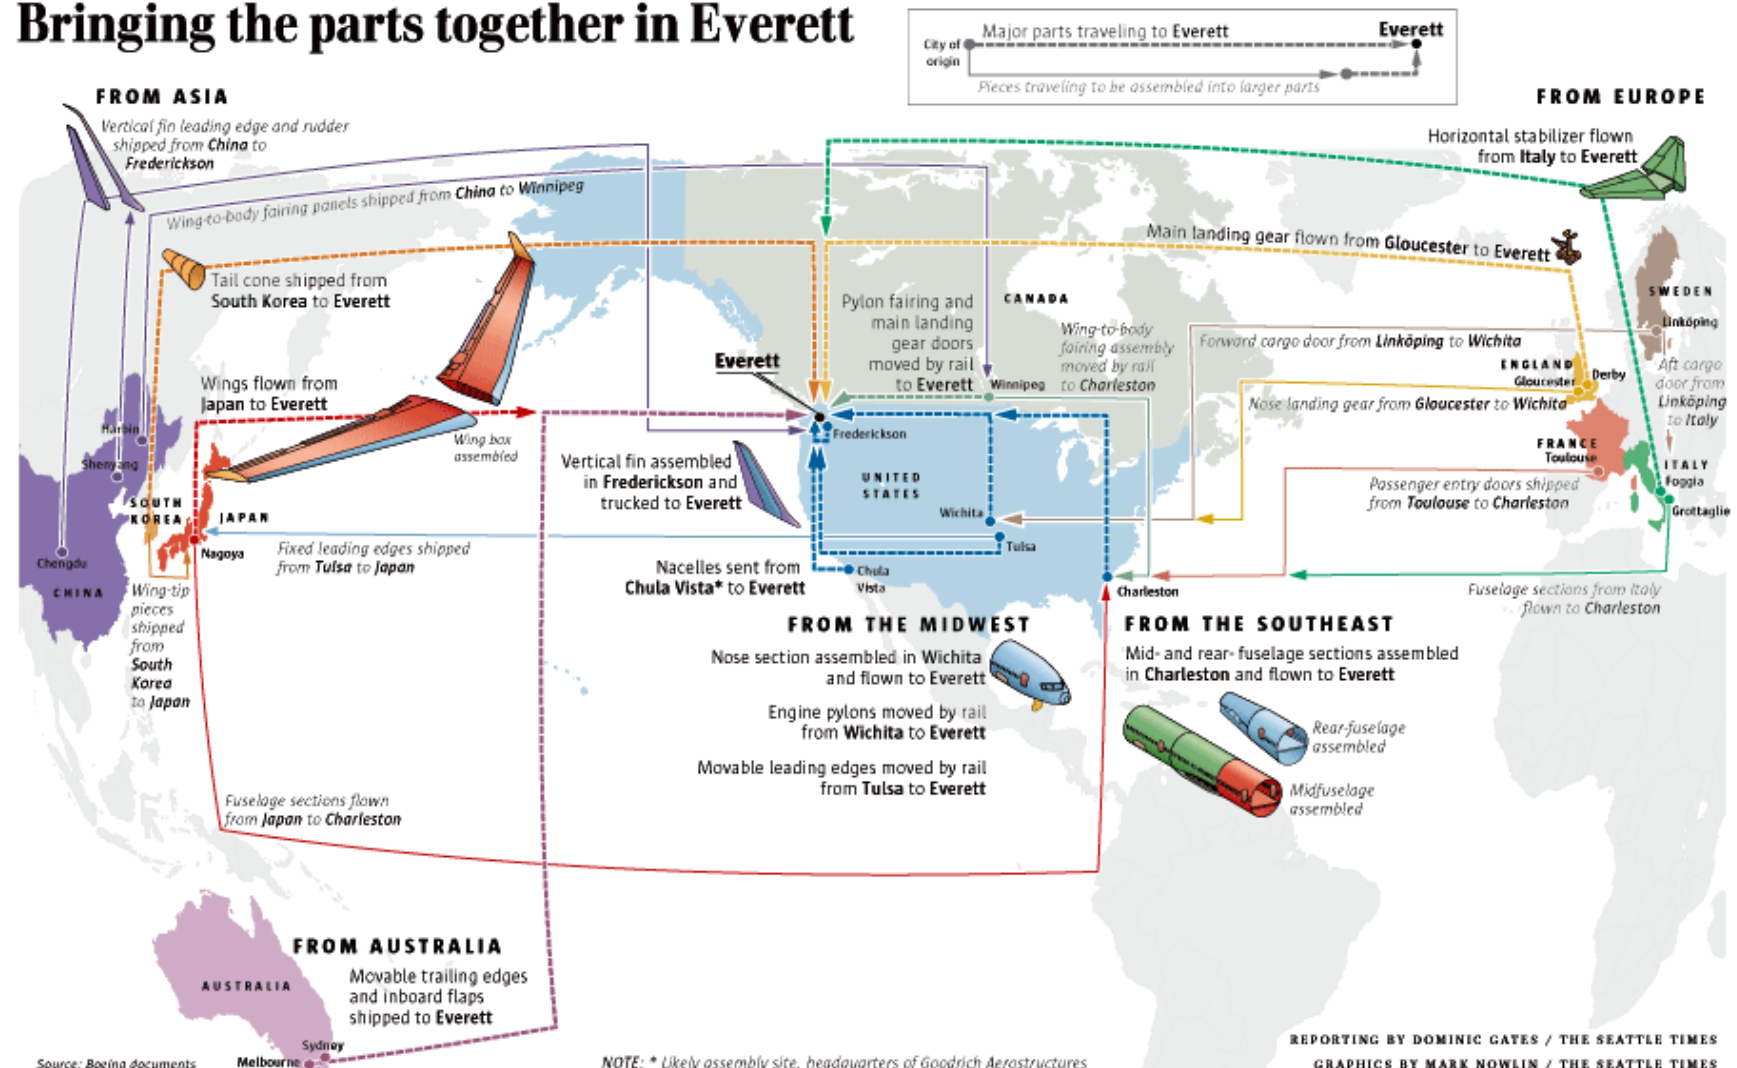 Bringing the parts together in Everett
Major parts traveling to Everett
Everett
City of
origin
Pieces traveling to be assembled into larger parts
FROM ASIA
Vertical fin leading edge and rudder
shipped from China to
Frederickson
Wing-to-body fairing panels shipped from China to Winnipeg
Tail cone shipped from
South Korea to Everett
Wings flown from
Japan to Everett
Wing box
assembled
Harbin
Shenyang
SOUTH
KOREA
JAPAN
Nagoya
Chengdu
CHINA
Wing-tip
pieces
shipped
from
South
Korea
to Japan
Fixed leading edges shipped
from Tulsa to Japan
Fuselage sections flown
from Japan to Charleston
FROM AUSTRALIA
Movable trailing edges
and inboard flaps
shipped to Everett
AUSTRALIA
Sydney
Melbourne
Everett
Pylon fairing and
main landing
gear doors
moved by rail
to Everett
CANADA
Winnipeg
Wing-to-body
fairing assembly
moved by rail
to Charleston
Frederickson
Vertical fin assembled
in Frederickson and
trucked to Everett
UNITED
STATES
Wichita
Tulsa
Nacelles sent from
Chula Vista* to Everett
Chula
Vista
Charleston
FROM THE MIDWEST
Nose section assembled in Wichita
and flown to Everett
Engine pylons moved by rail
from Wichita to Everett
Movable leading edges moved by rail
from Tulsa to Everett
FROM THE SOUTHEAST
Mid- and rear- fuselage sections assembled
in Charleston and flown to Everett
Rear-fuselage
assembled
Midfuselage
assembled
FROM EUROPE
Horizontal stabilizer flown
from Italy to Everett
Main landing gear flown from Gloucester to Everett
SWEDEN
Linköping
Forward cargo door from Linköping to Wichita
ENGLAND
Gloucester
Derby
Nose landing gear from Gloucester to Wichita
Aft cargo
door from
Linköping
to Italy
FRANCE
Toulouse
ITALY
Foggia
Grottaglie
Passenger entry doors shipped
from Toulouse to Charleston
Fuselage sections from Italy
flown to Charleston
Source: Boeing documents
NOTE: * Likely assembly site, headquarters of Goodrich Aerostructures
REPORTING BY DOMINIC GATES / THE SEATTLE TIMES
GRAPHICS BY MARK NOWLIN / THE SEATTLE TIMES